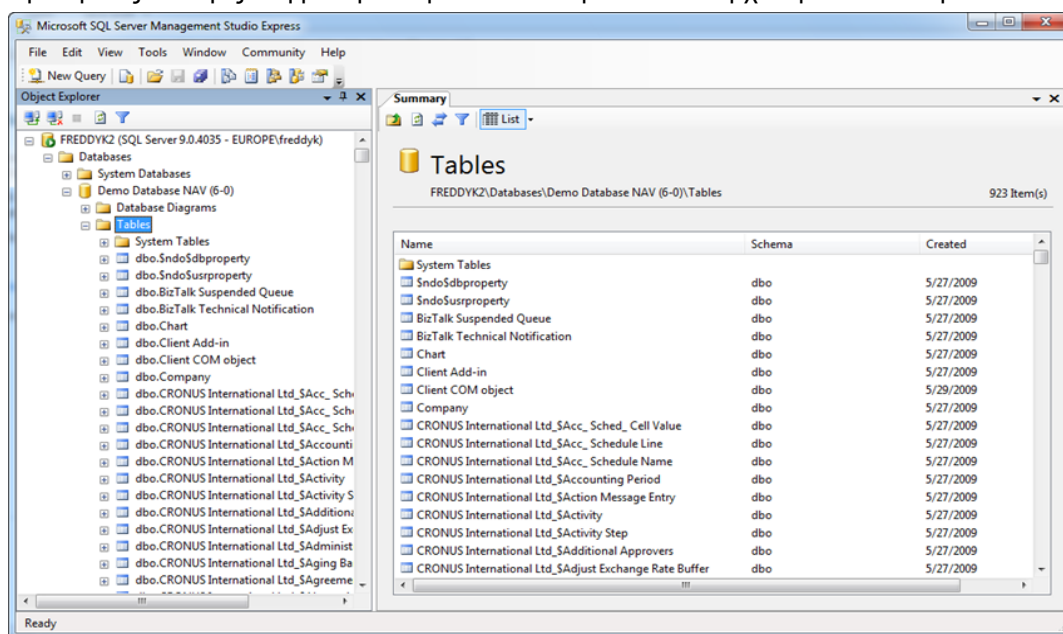 Microsoft SQL Server Management Studio Express
File Edit View Tools Window Community Help
New Query
Object Explorer
FREDDYK2 (SQL Server 9.0.4035 - EUROPE\freddyk)
Databases
System Databases
Demo Database NAV (6-0)
Database Diagrams
Tables
System Tables
dbo.$ndo$dbproperty
dbo.$ndo$usrproperty
dbo.BizTalk Suspended Queue
dbo.BizTalk Technical Notification
dbo.Chart
dbo.Client Add-in
dbo.Client COM object
dbo.Company
dbo.CRONUS International Ltd_$Acc_ Sch
dbo.CRONUS International Ltd_$Acc_ Sch
dbo.CRONUS International Ltd_$Acc_ Sch
dbo.CRONUS International Ltd_$Accounti
dbo.CRONUS International Ltd_$Action M
dbo.CRONUS International Ltd_$Activity
dbo.CRONUS International Ltd_$Activity S
dbo.CRONUS International Ltd_$Additiona
dbo.CRONUS International Ltd_$Adjust Ex
dbo.CRONUS International Ltd_$Administ
dbo.CRONUS International Ltd_$Aging Ba
dbo.CRONUS International Ltd_$Agreeme
Summary
List
Tables
FREDDYK2\Databases\Demo Database NAV (6-0)\Tables 923 Item(s)
Name Schema Created
System Tables
$ndo$dbproperty dbo 5/27/2009
$ndo$usrproperty dbo 5/27/2009
BizTalk Suspended Queue dbo 5/27/2009
BizTalk Technical Notification dbo 5/27/2009
Chart dbo 5/27/2009
Client Add-in dbo 5/27/2009
Client COM object dbo 5/29/2009
Company dbo 5/27/2009
CRONUS International Ltd_$Acc_ Sched_ Cell Value dbo 5/27/2009
CRONUS International Ltd_$Acc_ Schedule Line dbo 5/27/2009
CRONUS International Ltd_$Acc_ Schedule Name dbo 5/27/2009
CRONUS International Ltd_$Accounting Period dbo 5/27/2009
CRONUS International Ltd_$Action Message Entry dbo 5/27/2009
CRONUS International Ltd_$Activity dbo 5/27/2009
CRONUS International Ltd_$Activity Step dbo 5/27/2009
CRONUS International Ltd_$Additional Approvers dbo 5/27/2009
CRONUS International Ltd_$Adjust Exchange Rate Buffer dbo 5/27/2009
Ready